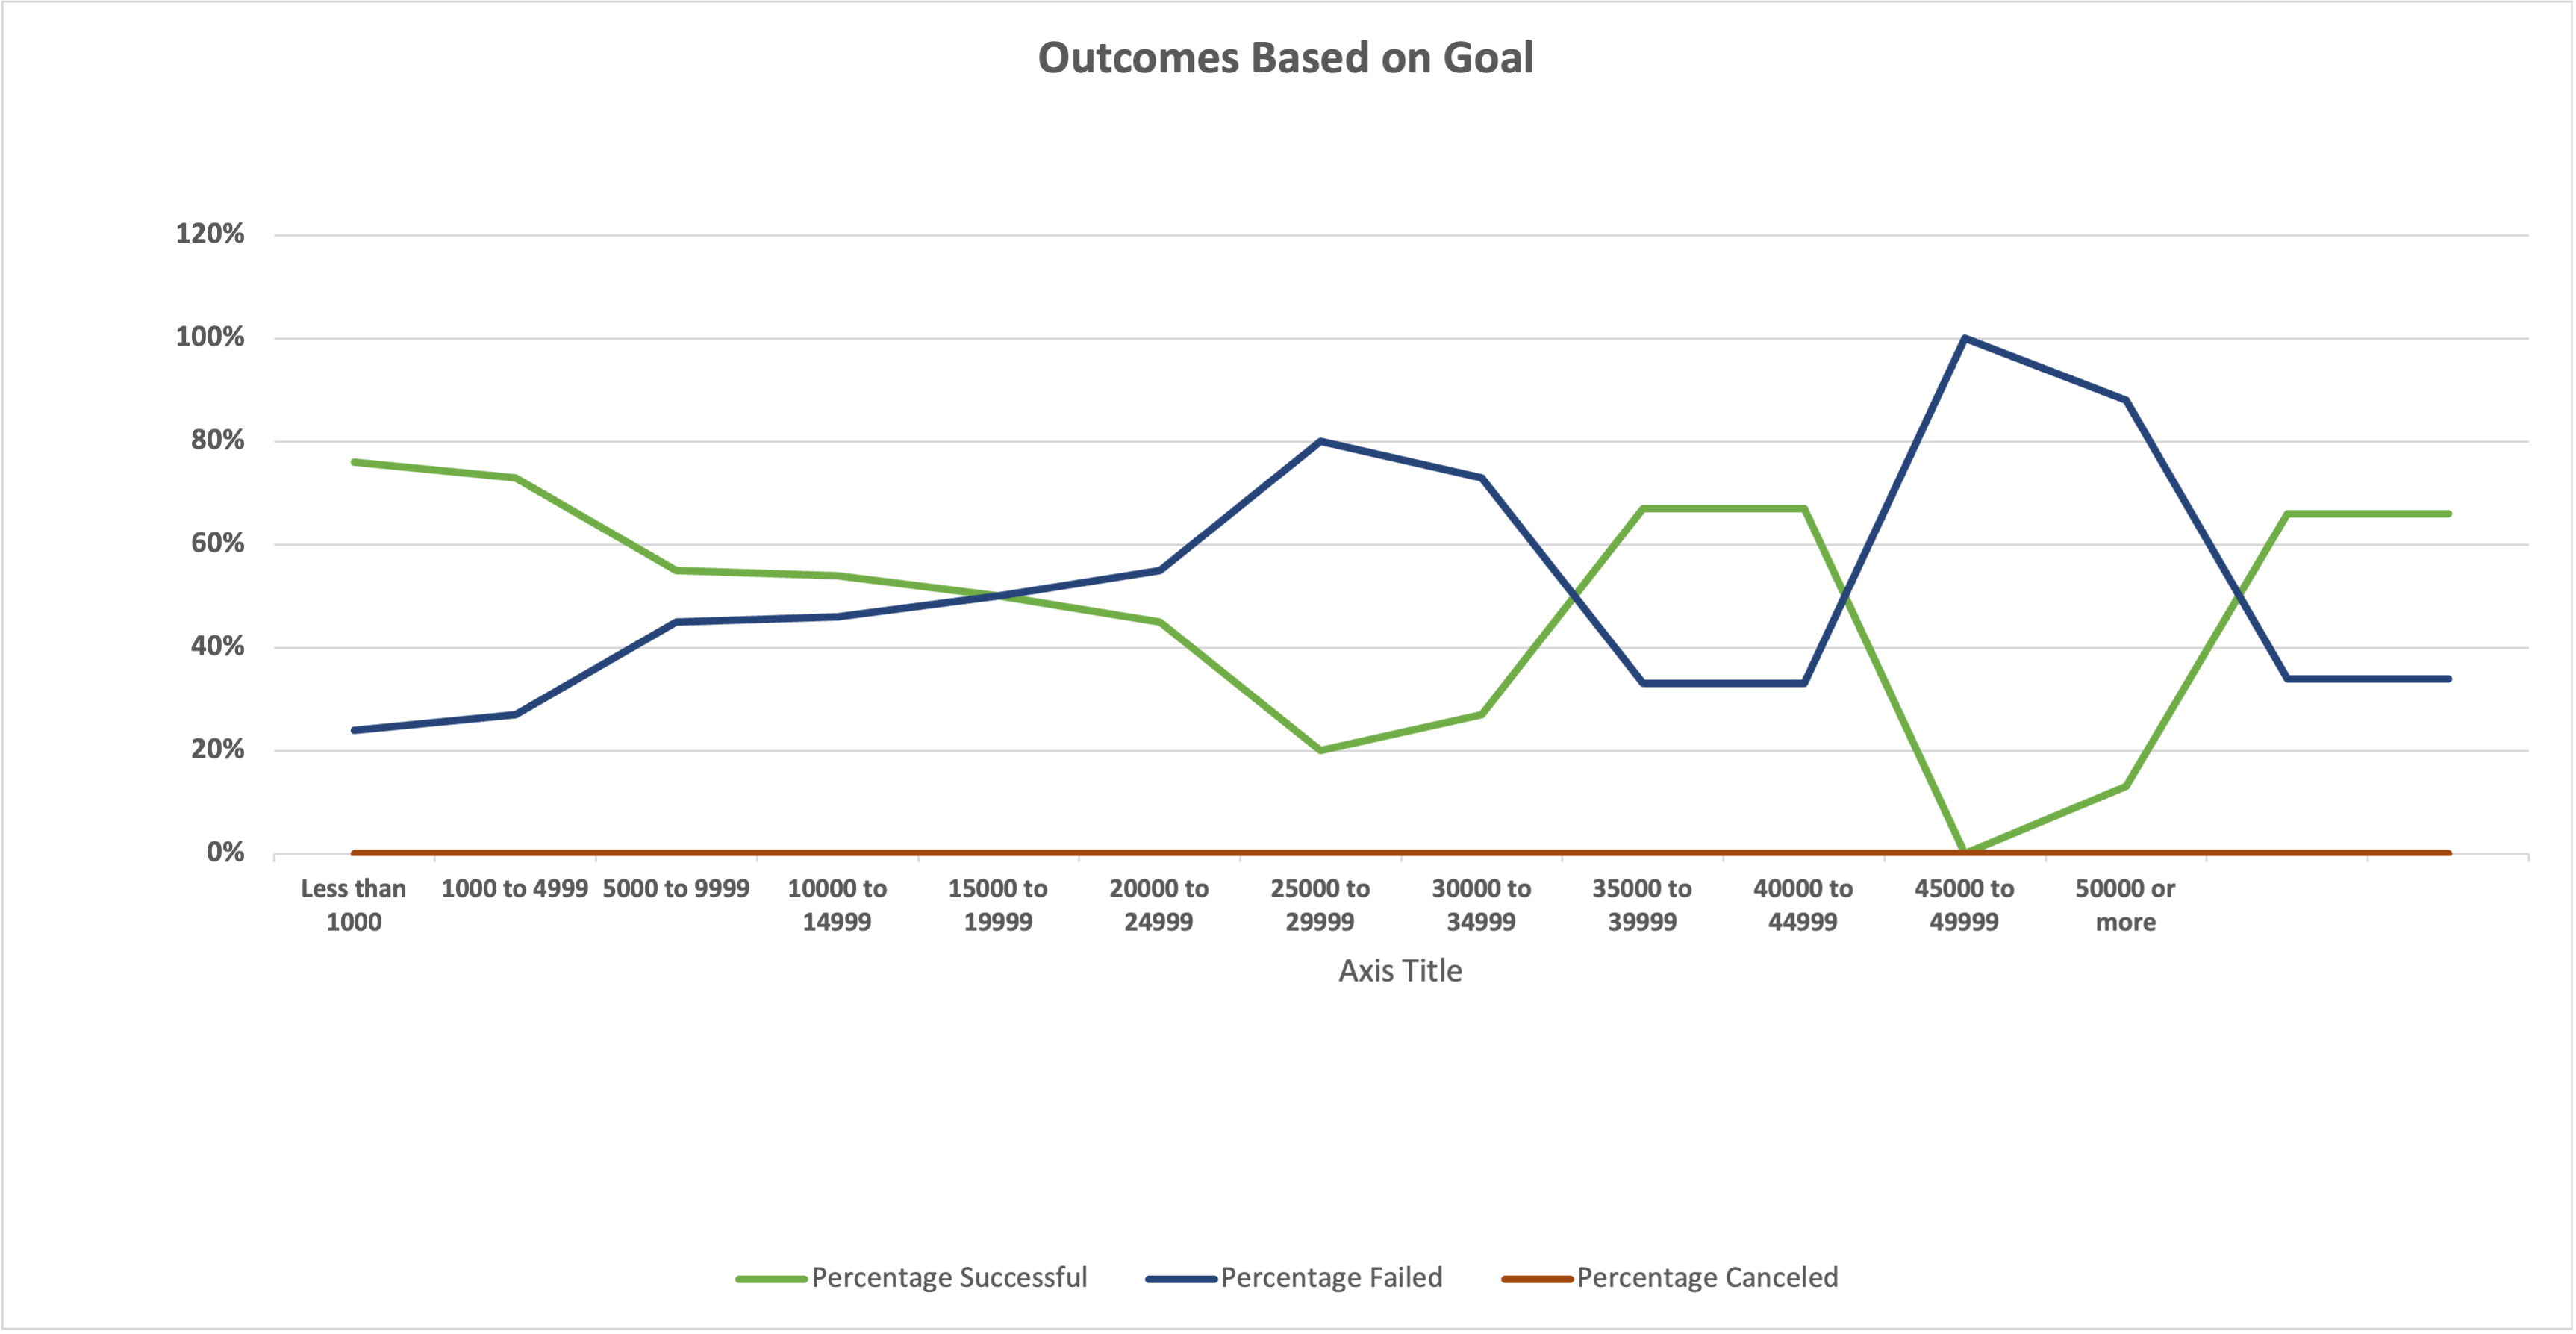 Outcomes Based on Goal
120%
100%
80%
60%
40%
20%
0%
Less than
1000
1000 to 4999
5000 to 9999
10000 to
14999
15000 to
19999
20000 to
24999
25000 to
29999
30000 to
34999
35000 to
39999
40000 to
44999
45000 to
49999
50000 or
more
Axis Title
Percentage Successful
Percentage Failed
Percentage Canceled